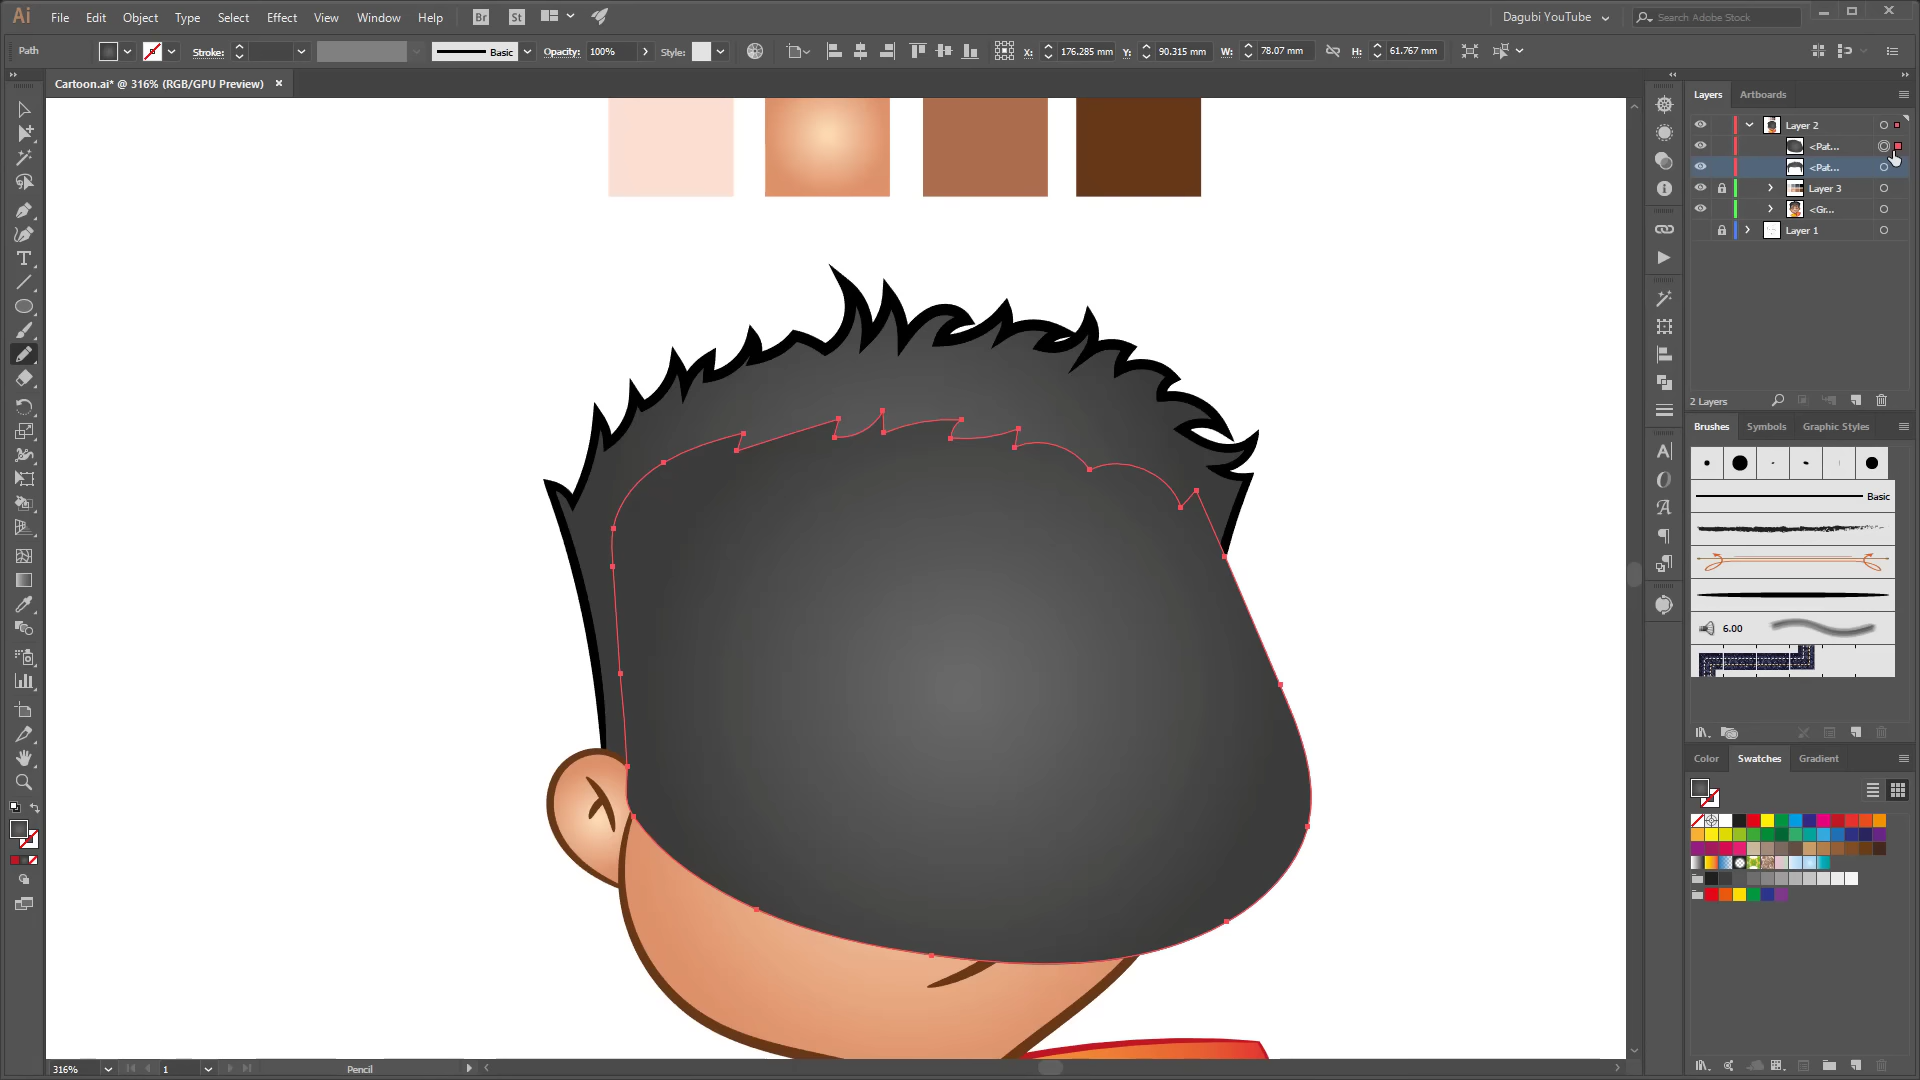 Ai File Edit Object Type Select Effect View Window Help Br St Dagubi YouTube Search Adobe Stock
Path Stroke: Basic Opacity: 100% Style: X: 176.285 mm Y: 90.315 mm W: 78.07 mm H: 61.767 mm
Cartoon.ai* @ 316% (RGB/GPU Preview) ×
Layers Artboards
Layer 2
<Pat...
<Pat...
Layer 3
<Gr...
Layer 1
2 Layers
Brushes Symbols Graphic Styles
Basic
6.00
Color Swatches Gradient
316% 1 Pencil